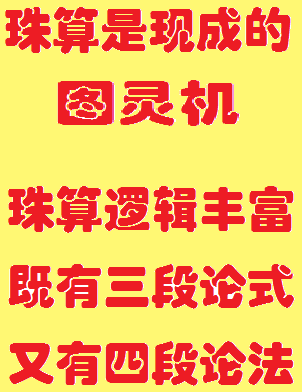 珠算是现成的
图灵机
珠算逻辑丰富
既有三段论式
又有四段论法